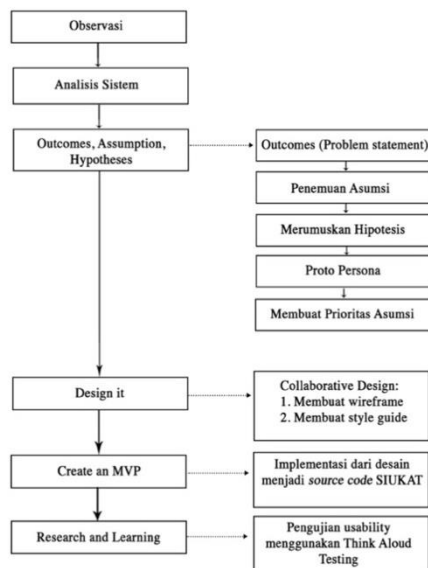 Observasi
Analisis Sistem
Outcomes, Assumption,
Hypotheses
Outcomes (Problem statement)
Penemuan Asumsi
Merumuskan Hipotesis
Proto Persona
Membuat Prioritas Asumsi
Design it
Collaborative Design:
1. Membuat wireframe
2. Membuat style guide
Create an MVP
Implementasi dari desain
menjadi source code SIUKAT
Research and Learning
Pengujian usability
menggunakan Think Aloud
Testing